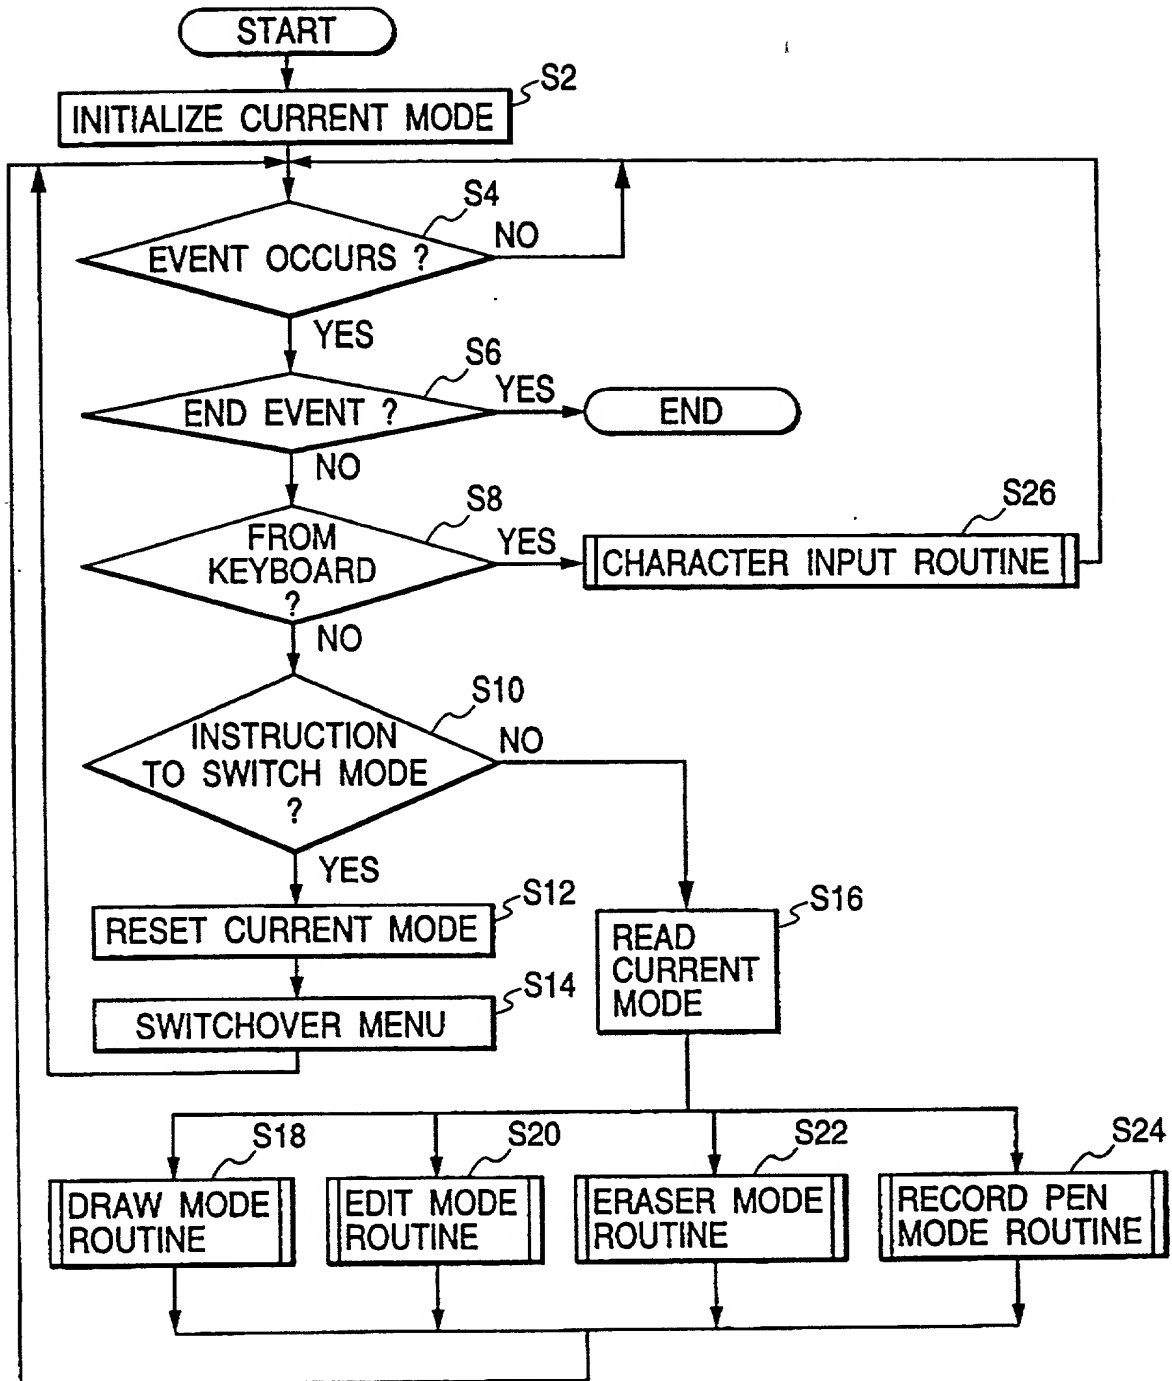 START
S2
INITIALIZE CURRENT MODE
S4
EVENT OCCURS ?
NO
YES
S6
END EVENT ?
YES
END
NO
S8
FROM
KEYBOARD
?
YES
S26
CHARACTER INPUT ROUTINE
NO
S10
INSTRUCTION
TO SWITCH MODE
?
NO
YES
S12
RESET CURRENT MODE
S16
READ
CURRENT
MODE
S14
SWITCHOVER MENU
S18
DRAW MODE
ROUTINE
S20
EDIT MODE
ROUTINE
S22
ERASER MODE
ROUTINE
S24
RECORD PEN
MODE ROUTINE